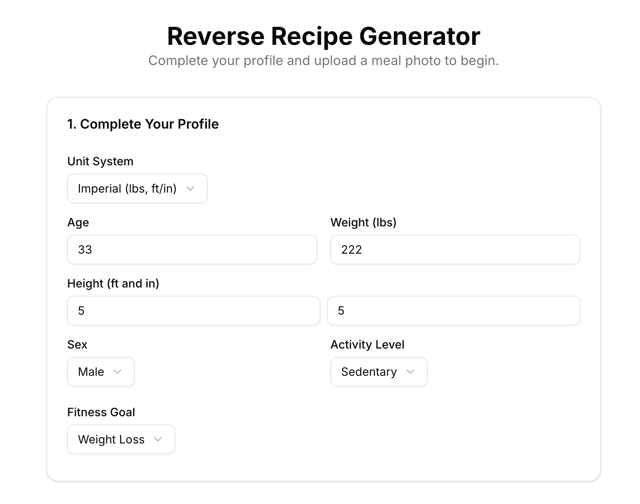 Reverse Recipe Generator
Complete your profile and upload a meal photo to begin.
1. Complete Your Profile
Unit System
Imperial (lbs, ft/in)
Age
Weight (lbs)
33
222
Height (ft and in)
5
5
Sex
Activity Level
Male
Sedentary
Fitness Goal
Weight Loss